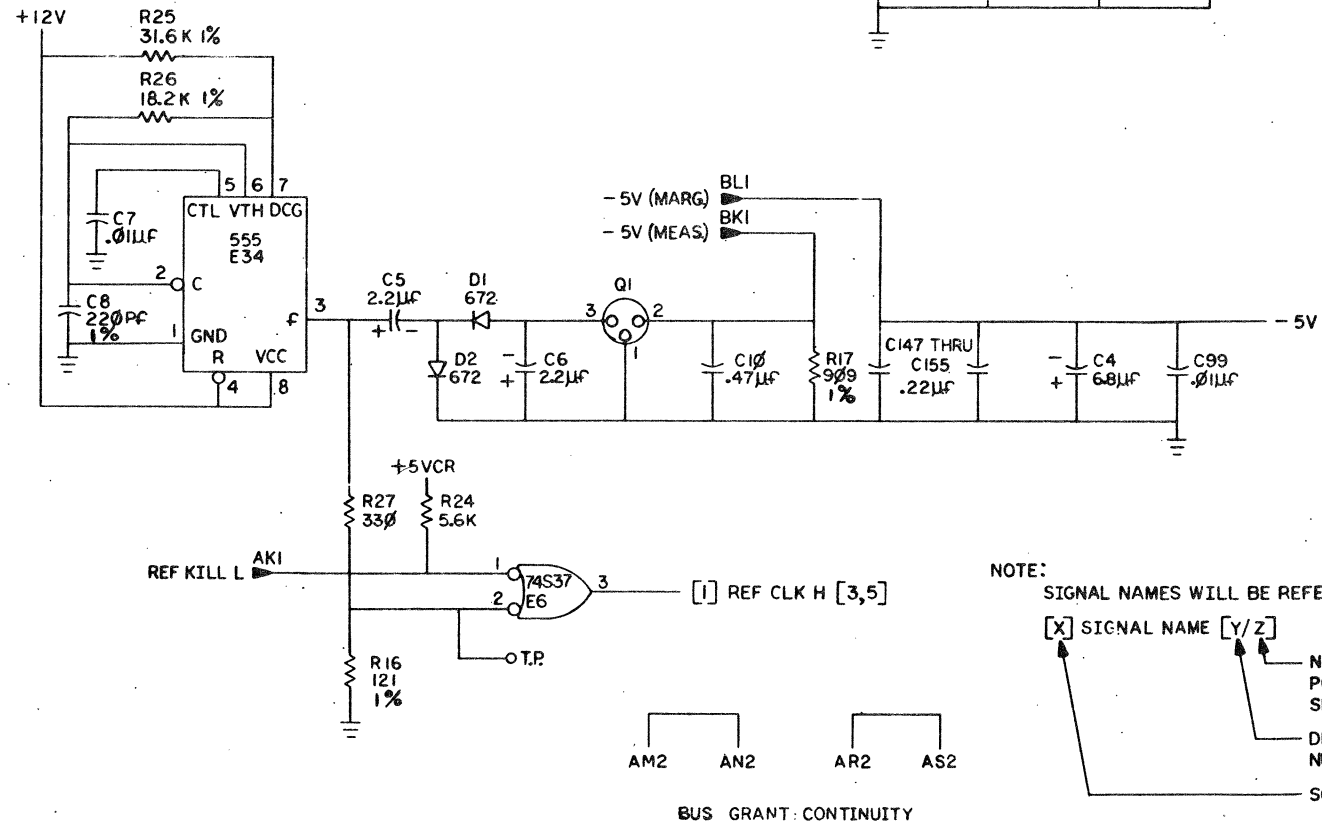 +12V
R25
31.6K 1%
R26
18.2K 1%
5 6 7
CTL VTH DCG
555
E34
C7
.01µf
2
C
C8
220Pf
1%
1
GND
R
VCC
4
8
3
f
C5
2.2µf
+ -
D1
672
D2
672
-
+
C6
2.2µf
Q1
3
2
1
- 5V (MARG.)
BL1
- 5V (MEAS.)
BK1
C10
.47µf
R17
909
1%
C147 THRU
C155
.22µf
-
+
C4
6.8µf
C99
.01µf
- 5V
+5VCR
R27
330
R24
5.6K
REF KILL L
AK1
1
2
74S37
E6
3
[1] REF CLK H [3,5]
T.P.
R16
121
1%
AM2 AN2 AR2 AS2
BUS GRANT CONTINUITY
NOTE:
SIGNAL NAMES WILL BE REFE
[X] SIGNAL NAME [Y/Z]
N
P
S
D
N
S